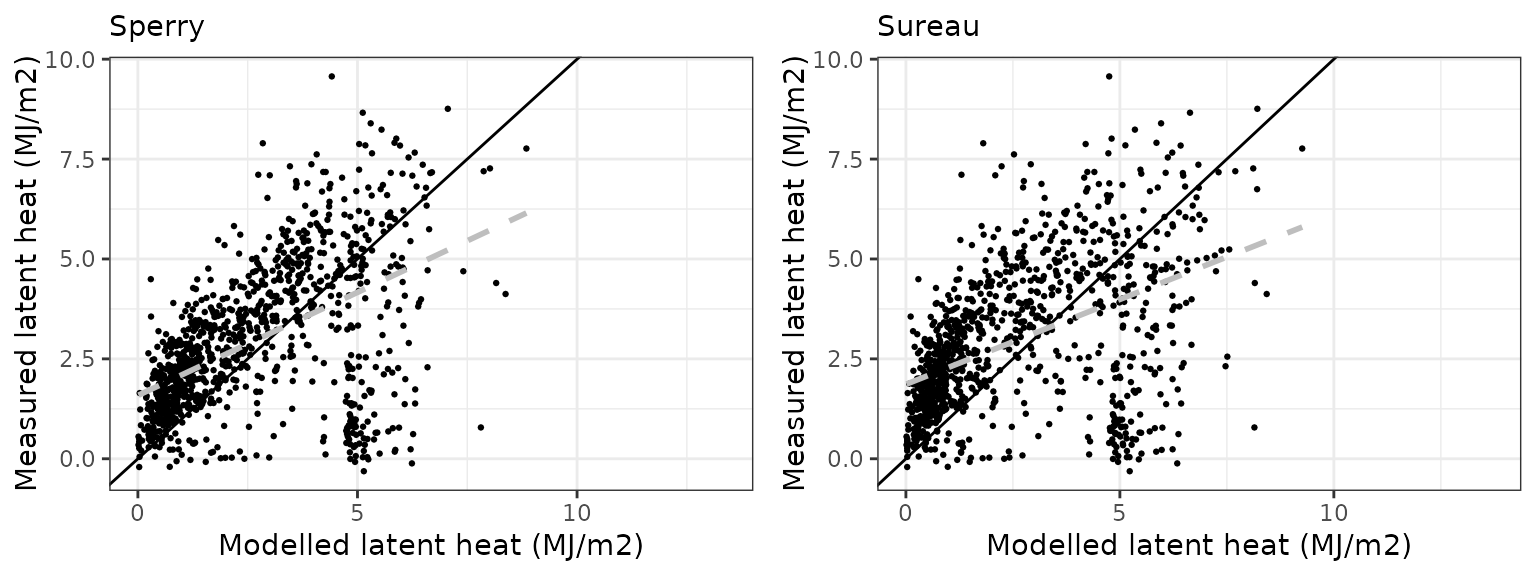 Sperry
Measured latent heat (MJ/m2)
10.0
7.5
5.0
2.5
0.0
0
5
10
Modelled latent heat (MJ/m2)
Sureau
Measured latent heat (MJ/m2)
10.0
7.5
5.0
2.5
0.0
0
5
10
Modelled latent heat (MJ/m2)